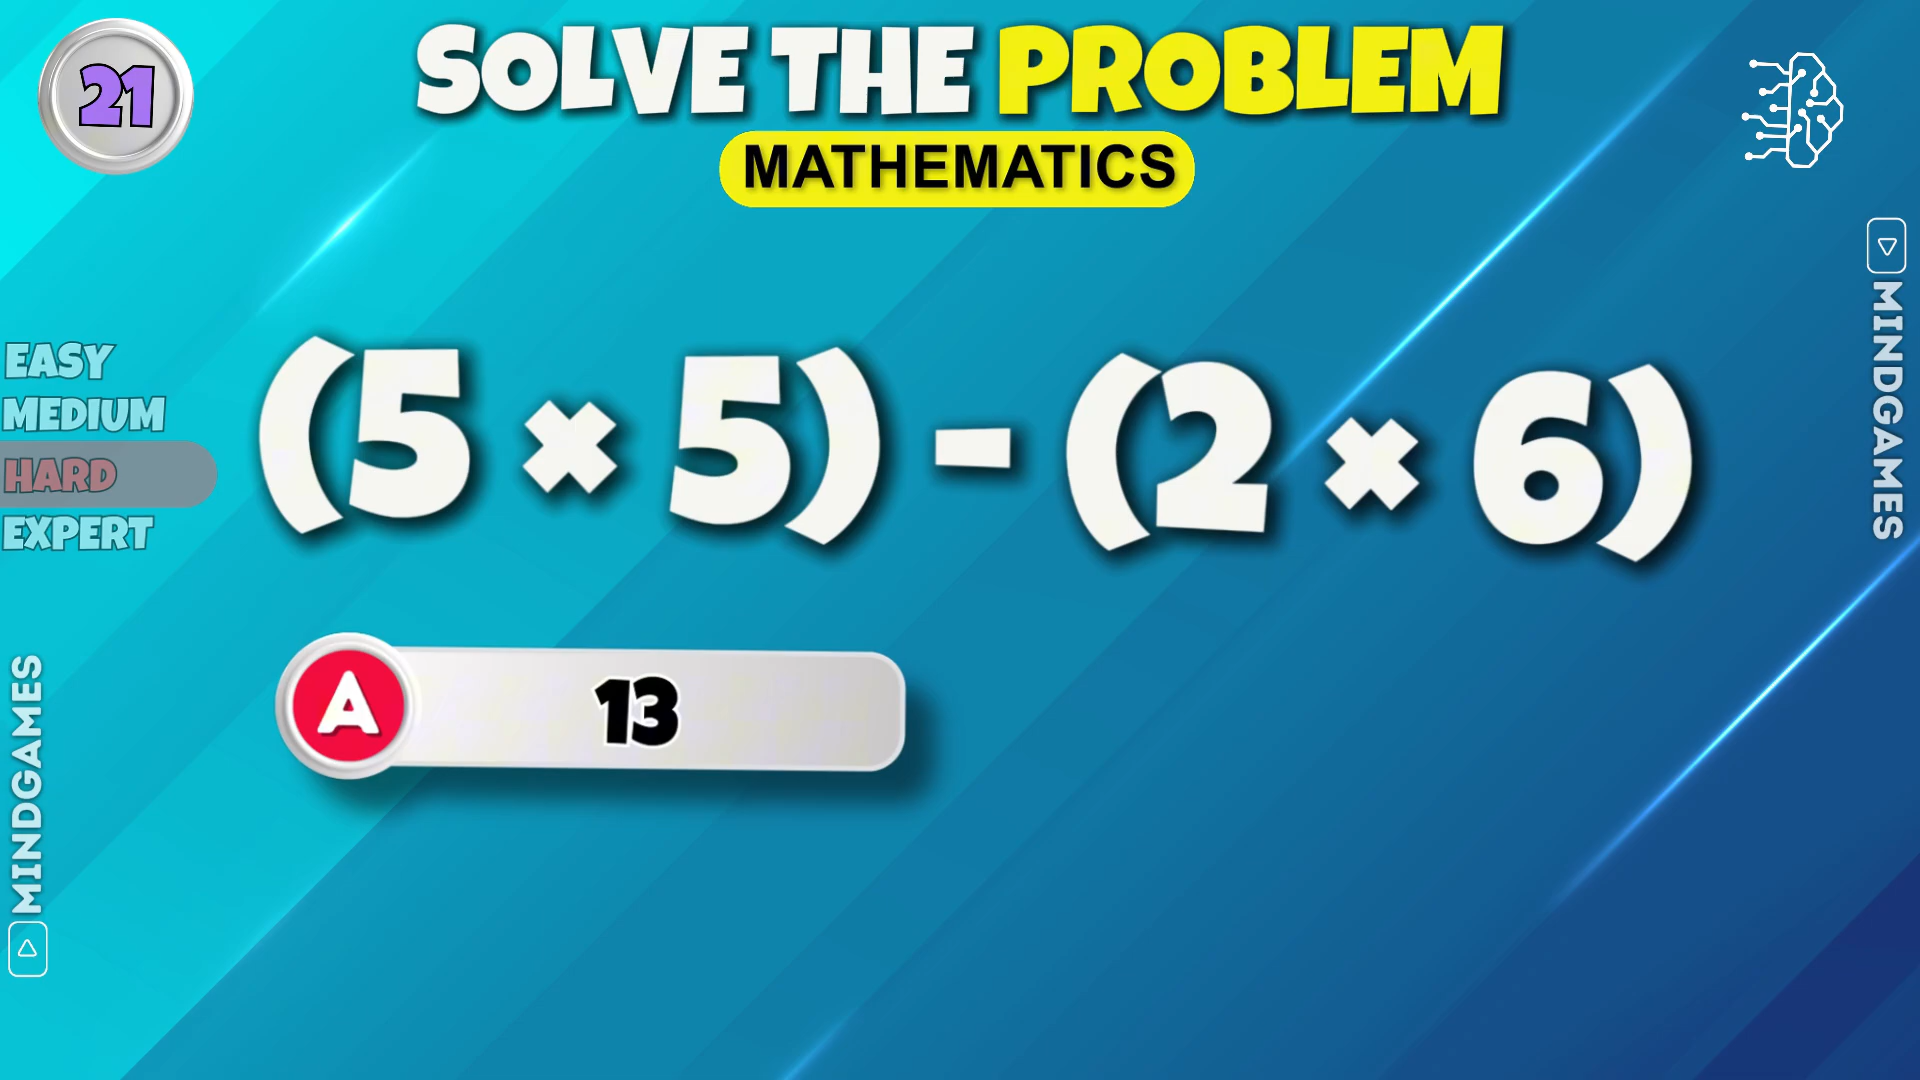 21
SOLVE THE PROBLEM
MATHEMATICS
EASY
MEDIUM
HARD
EXPERT
(5 × 5) - (2 × 6)
A 13
MINDGAMES
MINDGAMES